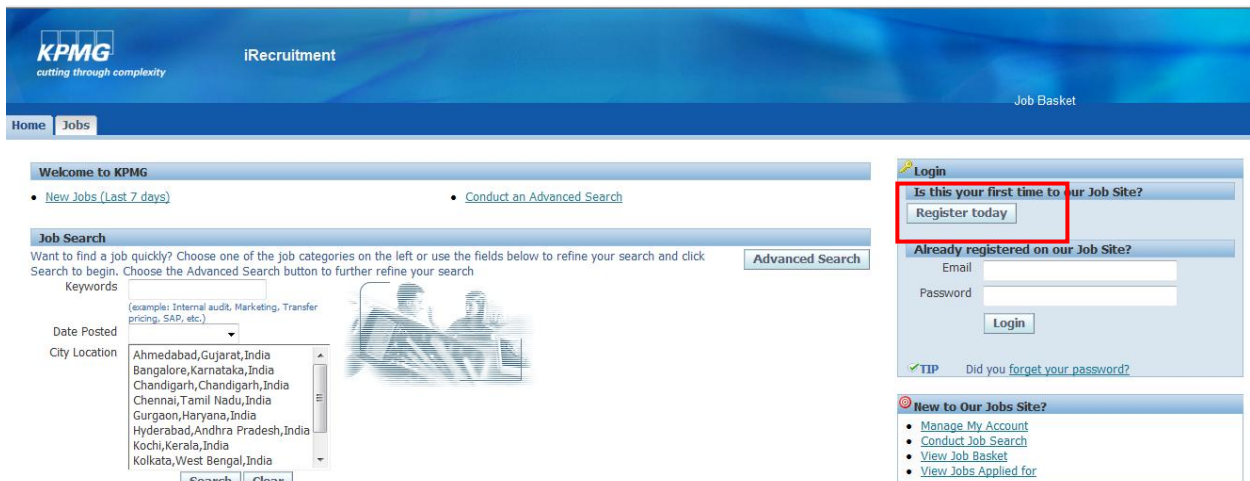 KPMG
cutting through complexity
iRecruitment
Job Basket
Home Jobs
Welcome to KPMG
New Jobs (Last 7 days)
Conduct an Advanced Search
Job Search
Want to find a job quickly? Choose one of the job categories on the left or use the fields below to refine your search and click
Search to begin. Choose the Advanced Search button to further refine your search
Advanced Search
Keywords
(example: Internal audit, Marketing, Transfer
pricing, SAP, etc.)
Date Posted
City Location
Ahmedabad,Gujarat,India
Bangalore,Karnataka,India
Chandigarh,Chandigarh,India
Chennai,Tamil Nadu,India
Gurgaon,Haryana,India
Hyderabad,Andhra Pradesh,India
Kochi,Kerala,India
Kolkata,West Bengal,India
Search Clear
Login
Is this your first time to our Job Site?
Register today
Already registered on our Job Site?
Email
Password
Login
TIP Did you forget your password?
New to Our Jobs Site?
Manage My Account
Conduct Job Search
View Job Basket
View Jobs Applied for